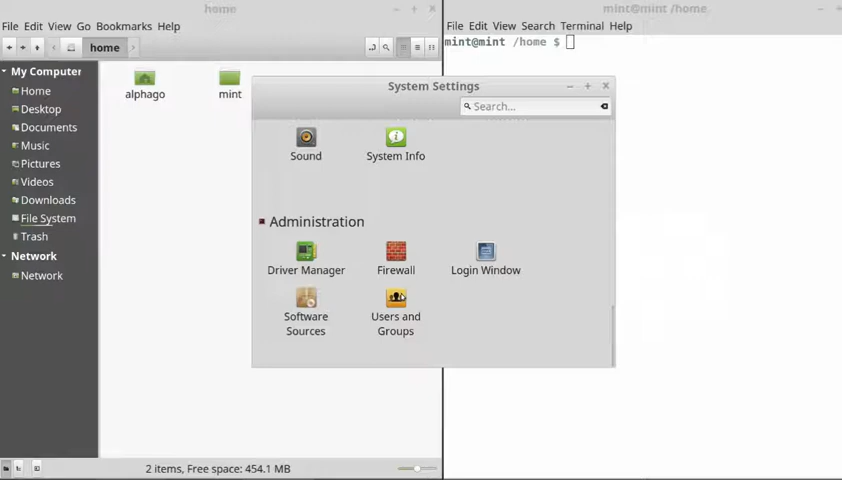 home
File Edit View Go Bookmarks Help
home
My Computer
Home
Desktop
Documents
Music
Pictures
Videos
Downloads
File System
Trash
Network
Network
alphago
mint
2 items, Free space: 454.1 MB
mint@mint /home
File Edit View Search Terminal Help
mint@mint /home $
System Settings
Search...
Sound
System Info
Administration
Driver Manager
Firewall
Login Window
Software
Sources
Users and
Groups